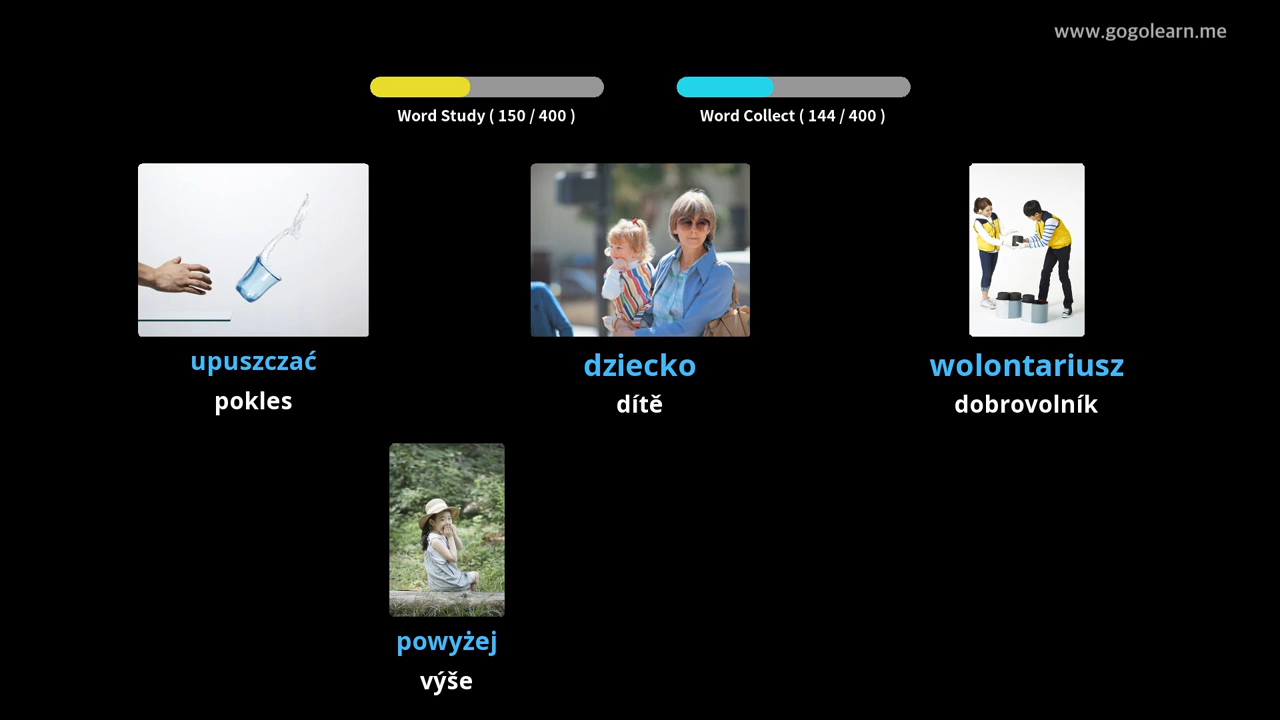 www.gogolearn.me
Word Study ( 150 / 400 )
Word Collect ( 144 / 400 )
upuszczać
pokles
dziecko
dítě
wolontariusz
dobrovolník
powyżej
výše